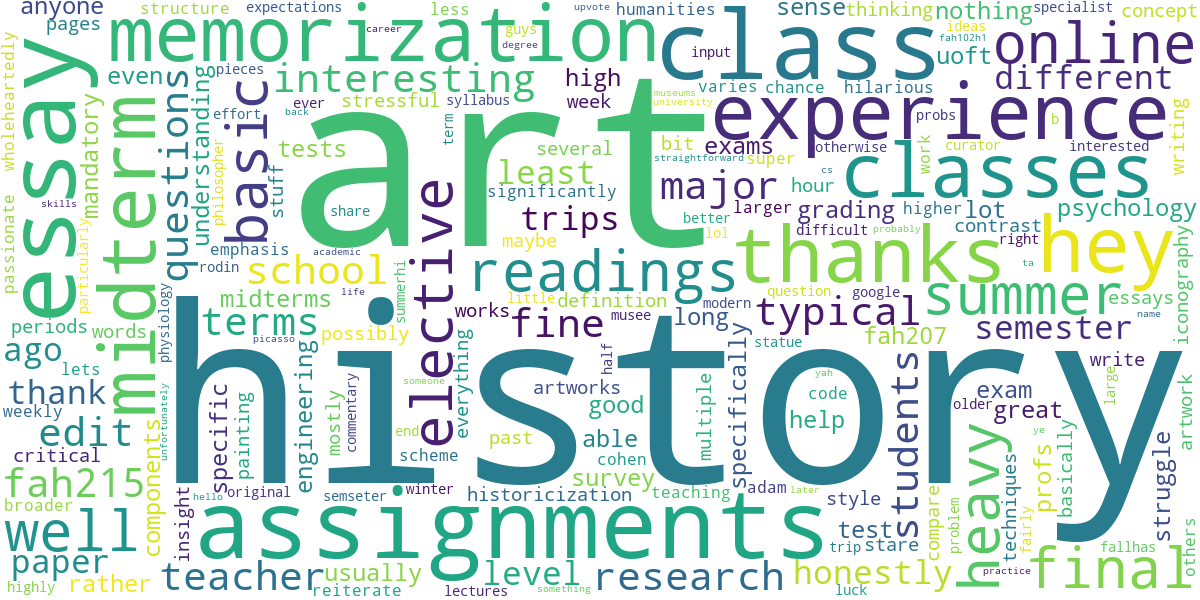 anyone
structure
expectations
less
upvote
humanities
sense
thinking
nothing
specialist
concept
pages
memorization
career
guys
degree
class
input
fah102h1
ideas
uoft
online
wholeheartedly
essay
even
pieces
interesting
high
week
varies
chance
hilarious
different
midterm
questions
understanding
basic
effort
ever
back
stressful
syllabus
art
museums
university
experience
probs
b
interested
writing
mandatory
stuff
tests
term
several
bit
exams
super
otherwise
work
curator
straightforward
cs
classes
passionate
skills
particularly
philosopher
share
least
significantly
major
hour
psychology
trips
better
larger
grading
higher
lot
contrast
emphasis
rodin
academic
elective
maybe
lol
difficult
probably
right
iconography
school
life
summerhi
readings
thanks
ta
hey
physiology
midterms
little
definition
modern
question
google
summer
essays
name
periods
words
terms
possibly
works
fine
musee
long
typical
fah207
semester
ago
lets
picasso
engineering
history
half
specifically
statue
write
large
thank
weekly
unfortunately
specific
painting
mostly
commentary
someone
everything
artworks
good
multiple
yah
code
help
students
exam
older
great
artwork
edit
critical
components
end
scheme
past
able
cohen
heavy
ye
basically
struggle
fah215
broader
insight
original
hello
semseter
winter
historicization
survey
teaching
adam
later
style
profs
techniques
well
assignments
compare
problem
fairly
test
trip
stare
fallhas
others
paper
highly
rather
teacher
usually
reiterate
lectures
level
something
research
honestly
luck
practice
final